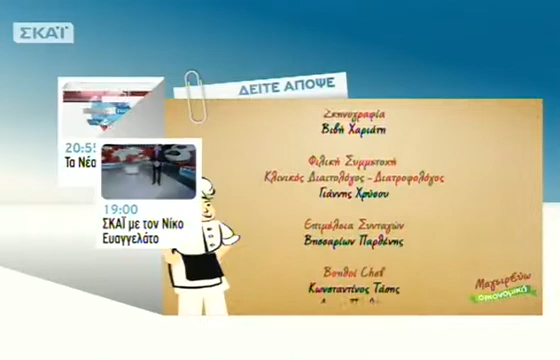 ΣΚΑΪ
ΔΕΙΤΕ ΑΠΟΨΕ
20:55
Τα Νέα
19:00
ΣΚΑΪ με τον Νίκο
Ευαγγελάτο
Σκηνογραφία
Βιβή Χαριάτη
Φιλική Συμμετοχή
Κλινικός Διαιτολόγος - Διατροφολόγος
Γιάννης Χρύσου
Επιμέλεια Συνταγών
Βησσαρίων Παρθένης
Βοηθοί Chef
Κωνσταντίνος Τάσης
Μαγειρεύω
οικονομικά